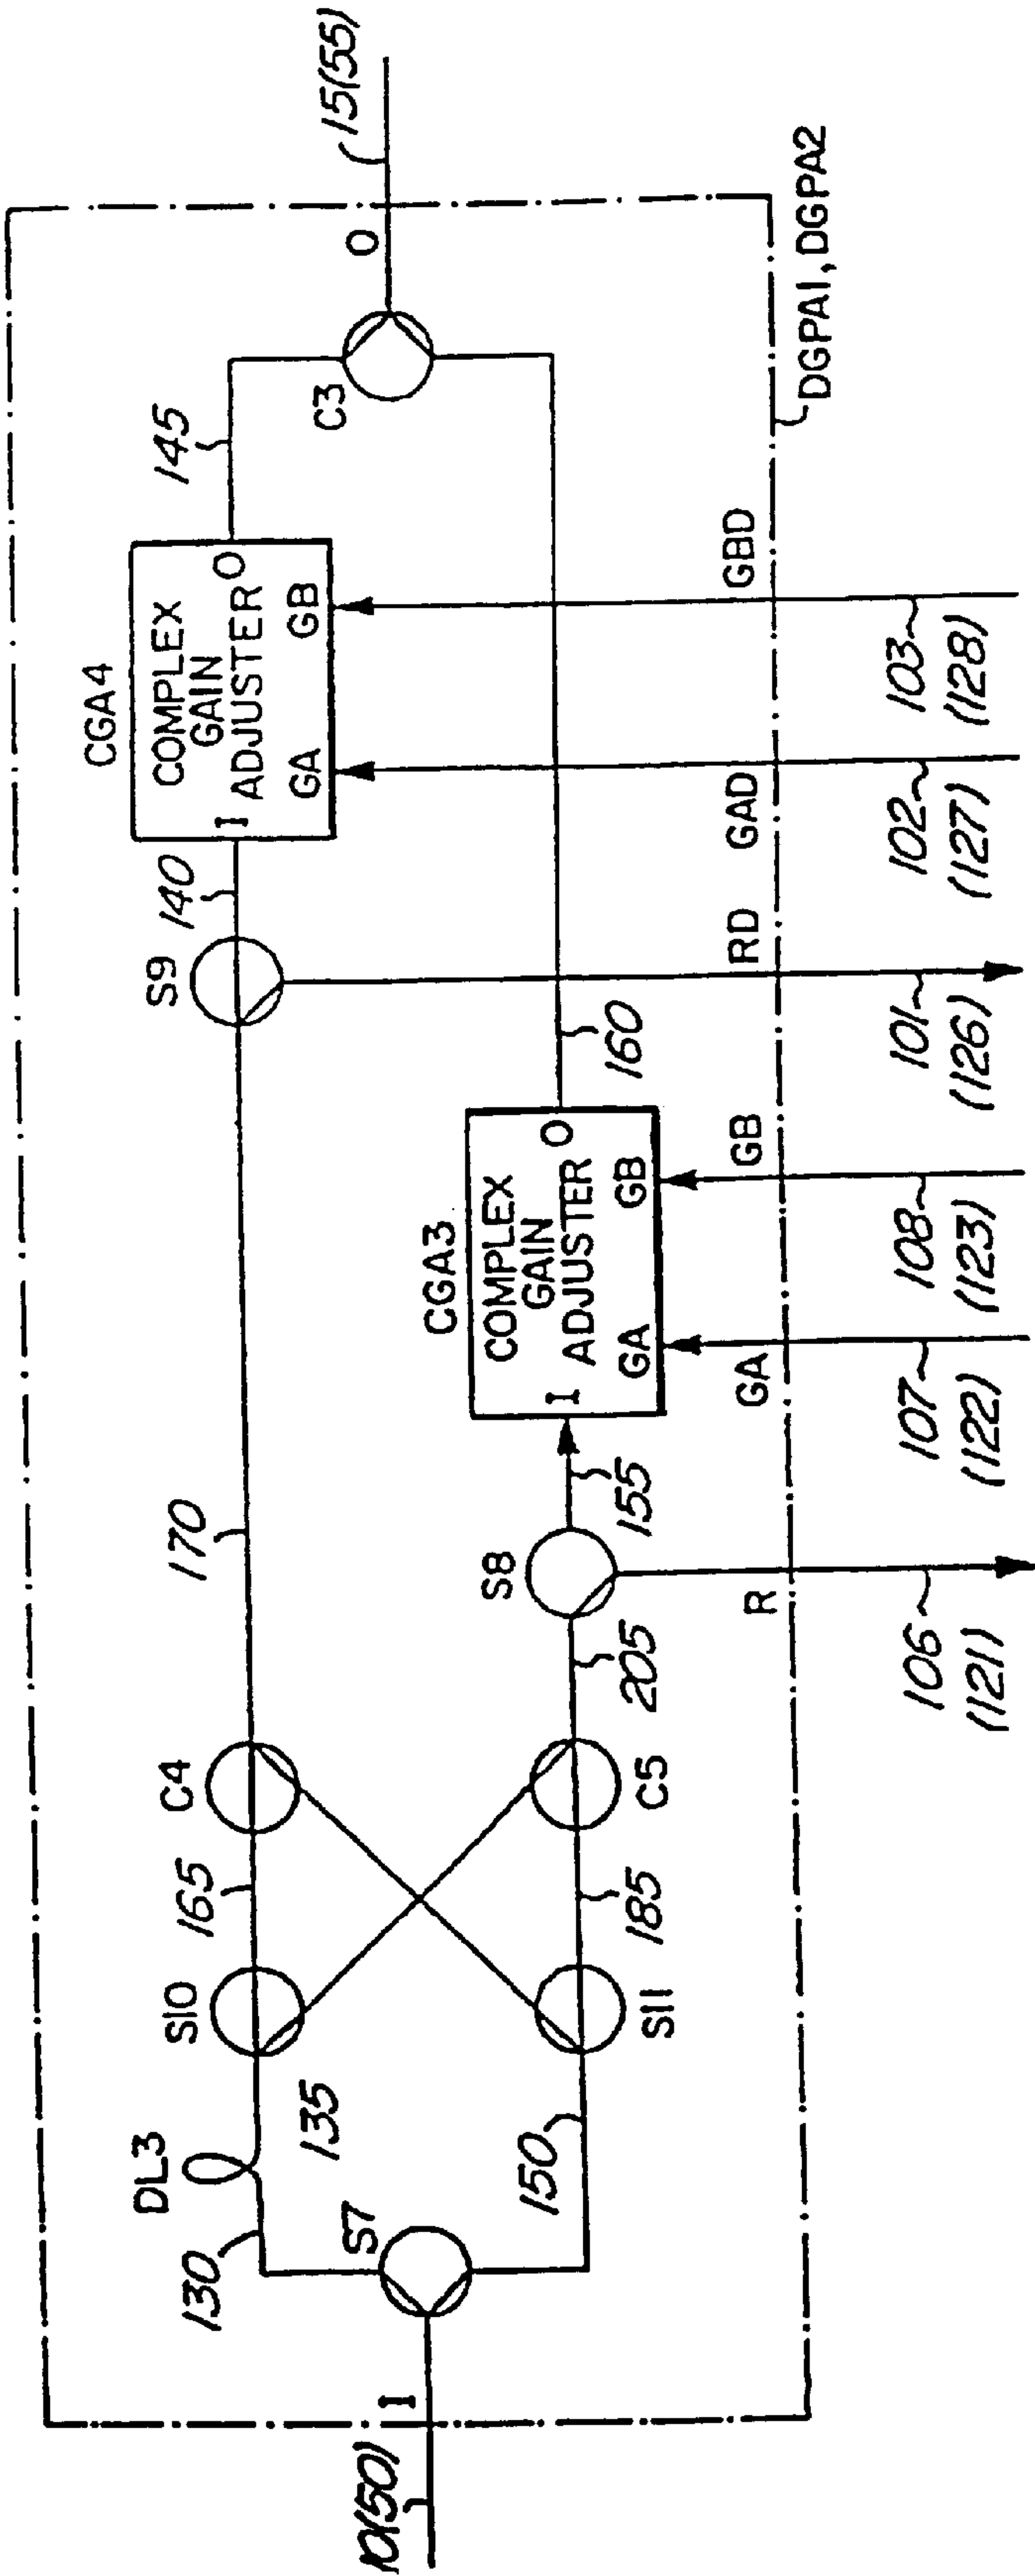 10(50)
I
130
S7
DL3
135
150
S10
S11
165
185
C4
C5
170
205
S8
155
R
106
(121)
CGA3
COMPLEX
GAIN
ADJUSTER
I
O
GA
GB
GA
GB
107
(122)
108
(123)
160
S9
140
RD
101
(126)
CGA4
COMPLEX
GAIN
ADJUSTER
I
O
GA
GB
GAD
GBD
102
(127)
103
(128)
145
C3
O
15(55)
DGPA1, DGPA2